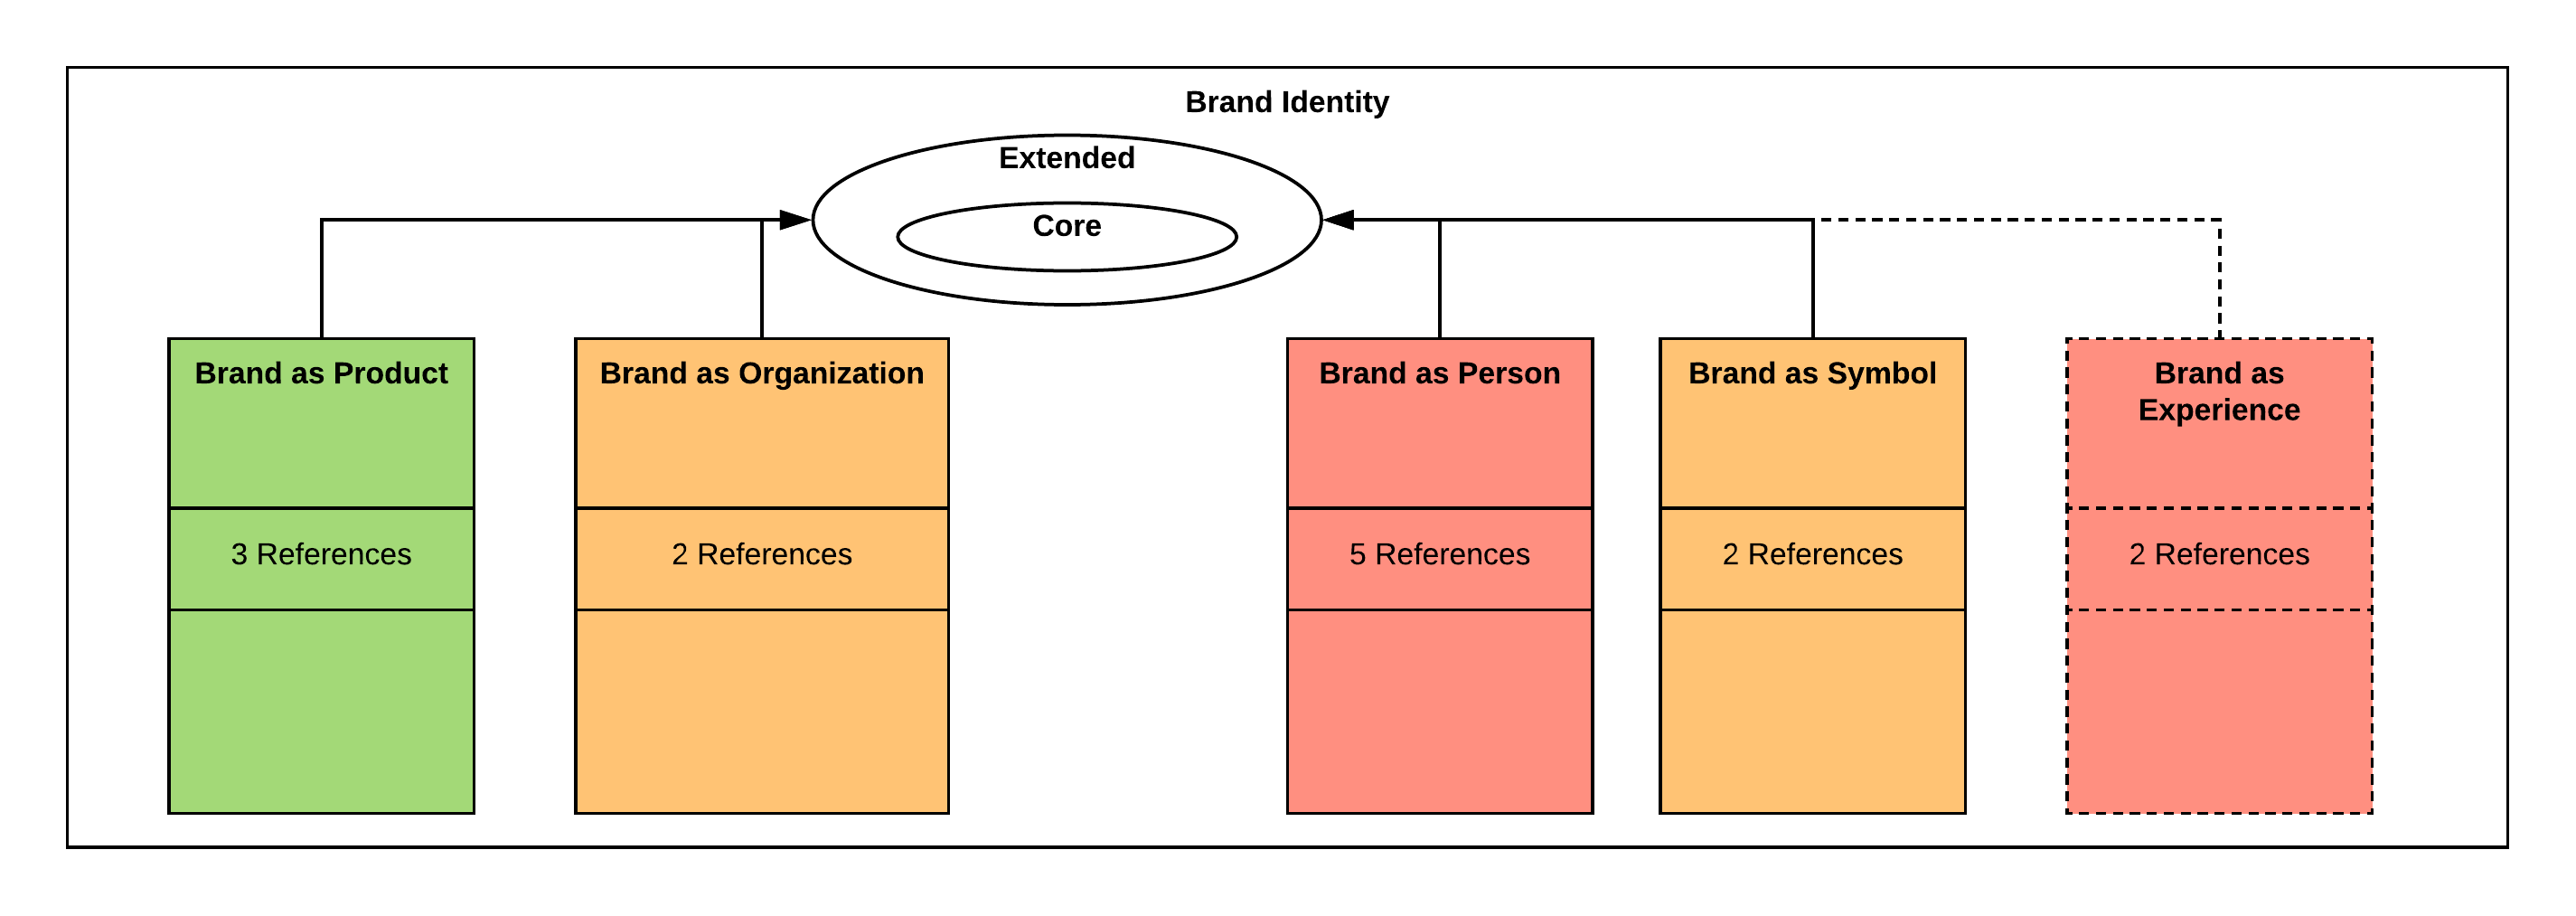 Brand Identity
Extended
Core
Brand as Product
Brand as Organization
Brand as Person
Brand as Symbol
Brand as
Experience
3 References
2 References
5 References
2 References
2 References